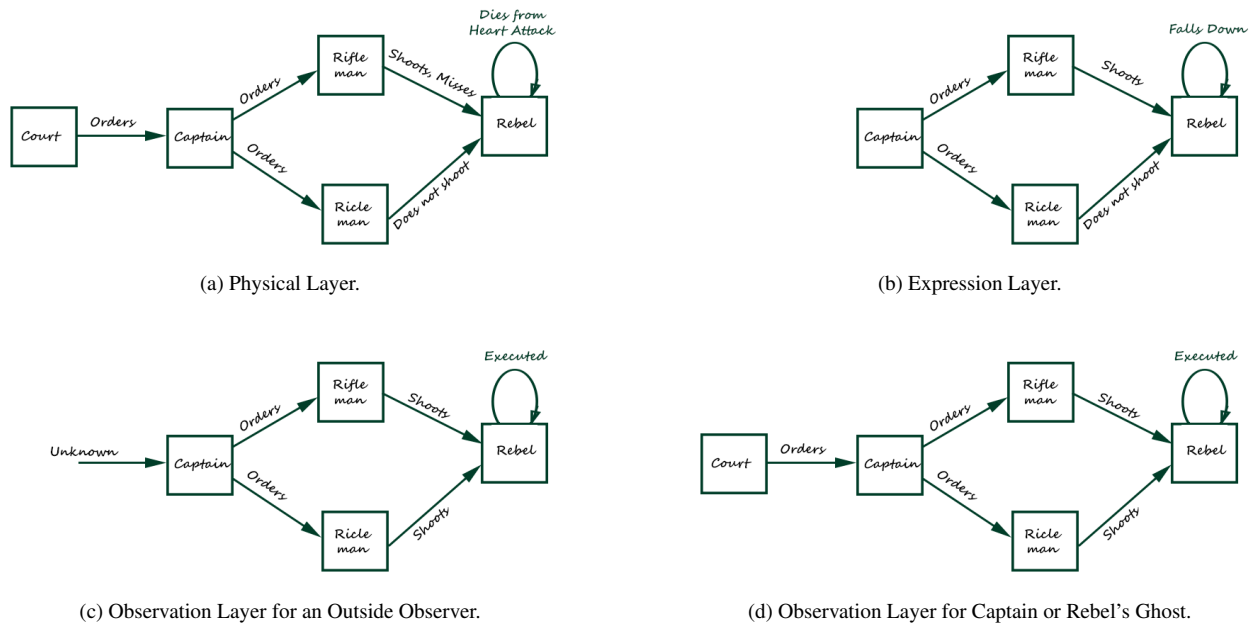 Dies from
Heart Attack
Rifle
man
Shoots, Misses
Orders
Court
Orders
Captain
Rebel
Orders
Ricle
man
Does not shoot
(a) Physical Layer.
Falls Down
Rifle
man
Shoots
Orders
Captain
Rebel
Orders
Ricle
man
Does not shoot
(b) Expression Layer.
Executed
Rifle
man
Shoots
Orders
Unknown
Captain
Rebel
Orders
Ricle
man
Shoots
(c) Observation Layer for an Outside Observer.
Executed
Rifle
man
Shoots
Orders
Court
Orders
Captain
Rebel
Orders
Ricle
man
Shoots
(d) Observation Layer for Captain or Rebel's Ghost.